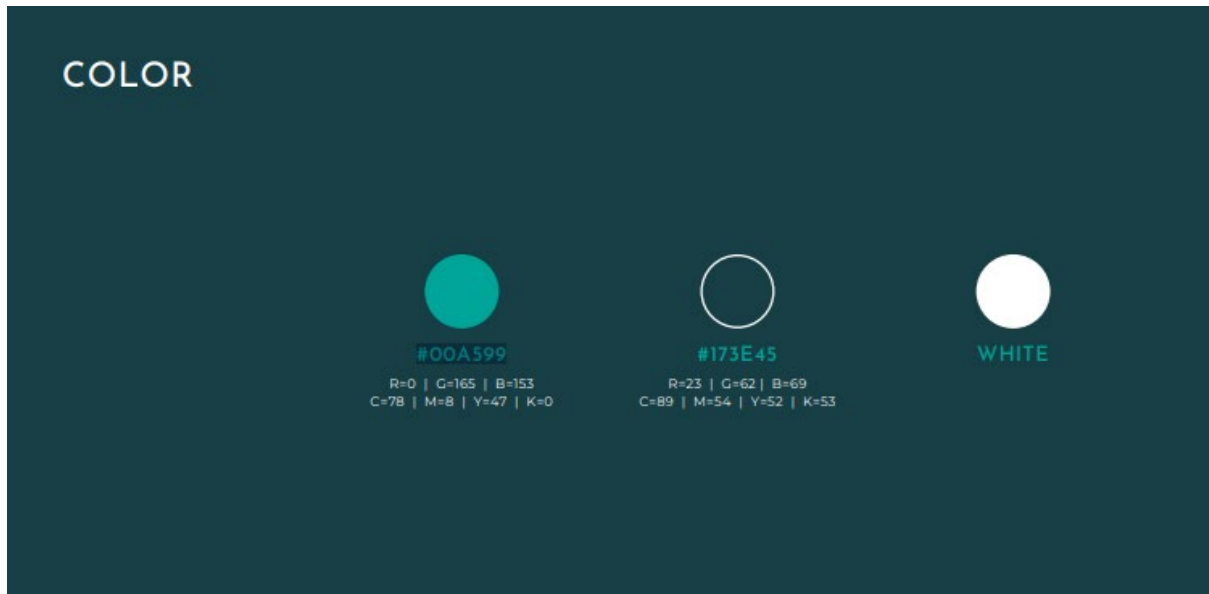 COLOR
#00A599
R=0 | G=165 | B=153
C=78 | M=8 | Y=47 | K=0
#173E45
R=23 | G=62 | B=69
C=89 | M=54 | Y=52 | K=53
WHITE